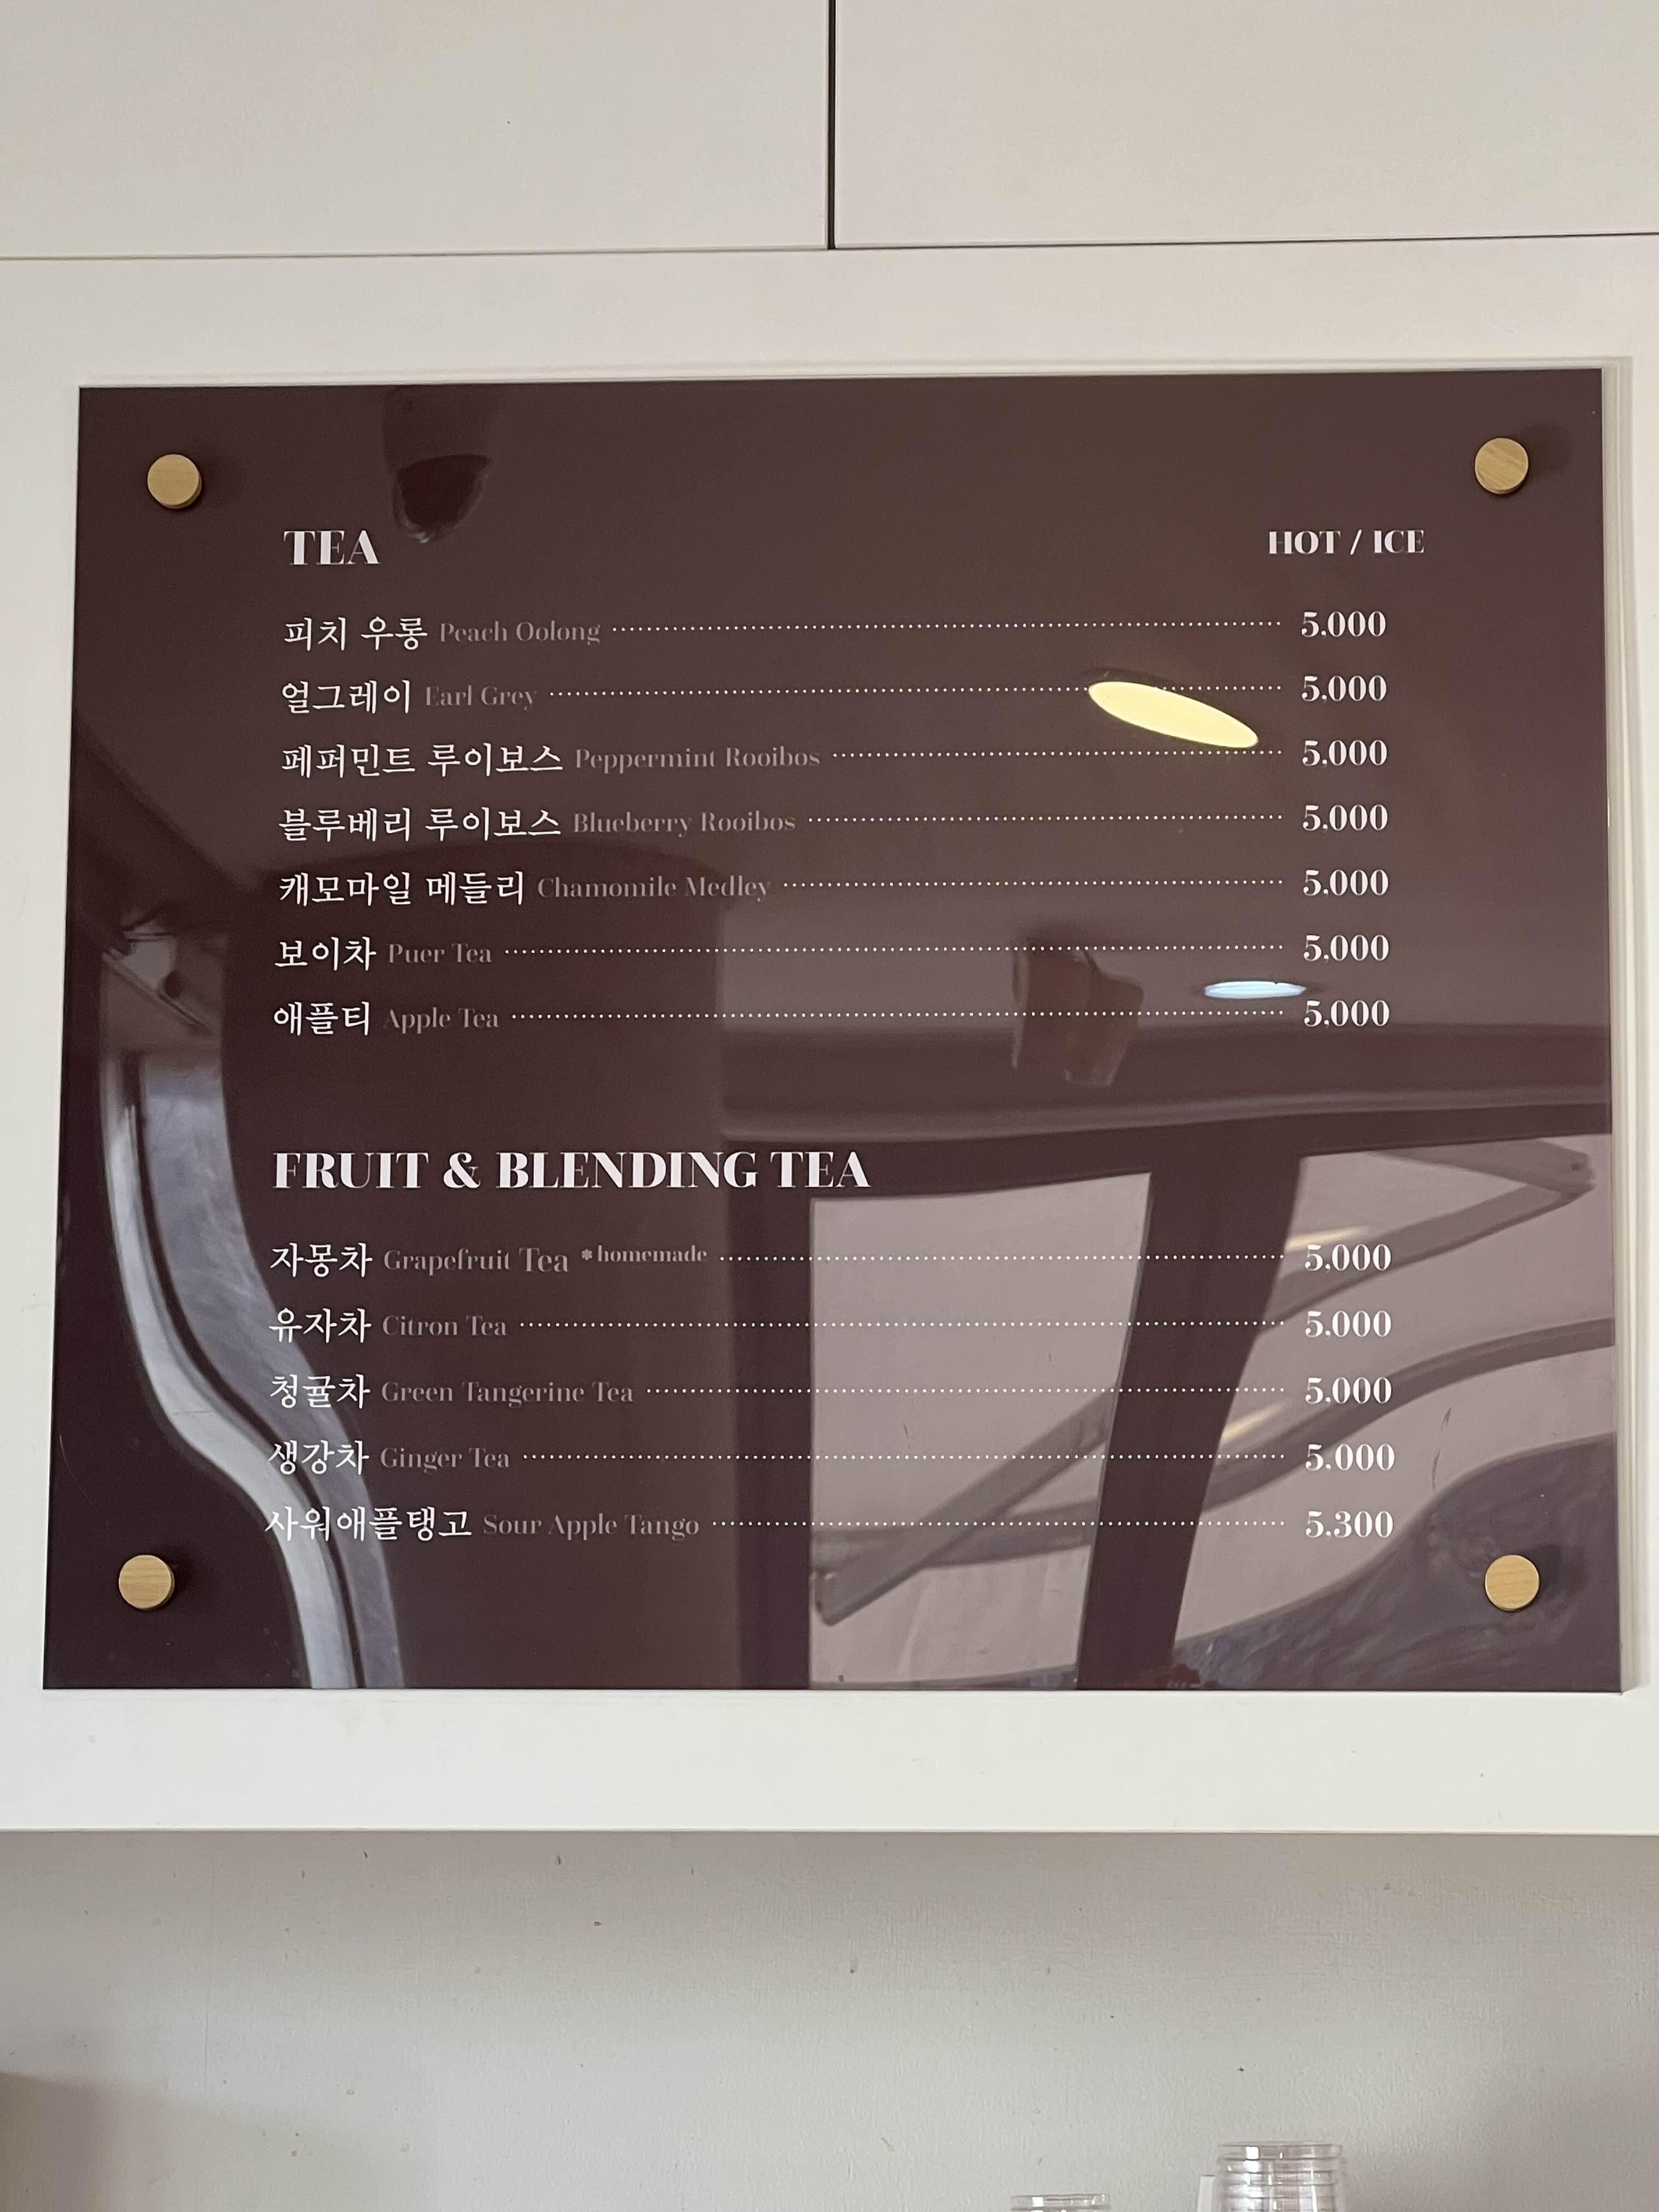 TEA HOT / ICE
피치 우롱 Peach Oolong 5.000
얼그레이 Earl Grey 5.000
페퍼민트 루이보스 Peppermint Rooibos 5.000
블루베리 루이보스 Blueberry Rooibos 5.000
캐모마일 메들리 Chamomile Medley 5.000
보이차 Puer Tea 5.000
애플티 Apple Tea 5.000
FRUIT & BLENDING TEA
자몽차 Grapefruit Tea *homemade 5.000
유자차 Citron Tea 5.000
청귤차 Green Tangerine Tea 5.000
생강차 Ginger Tea 5.000
사워애플탱고 Sour Apple Tango 5.300